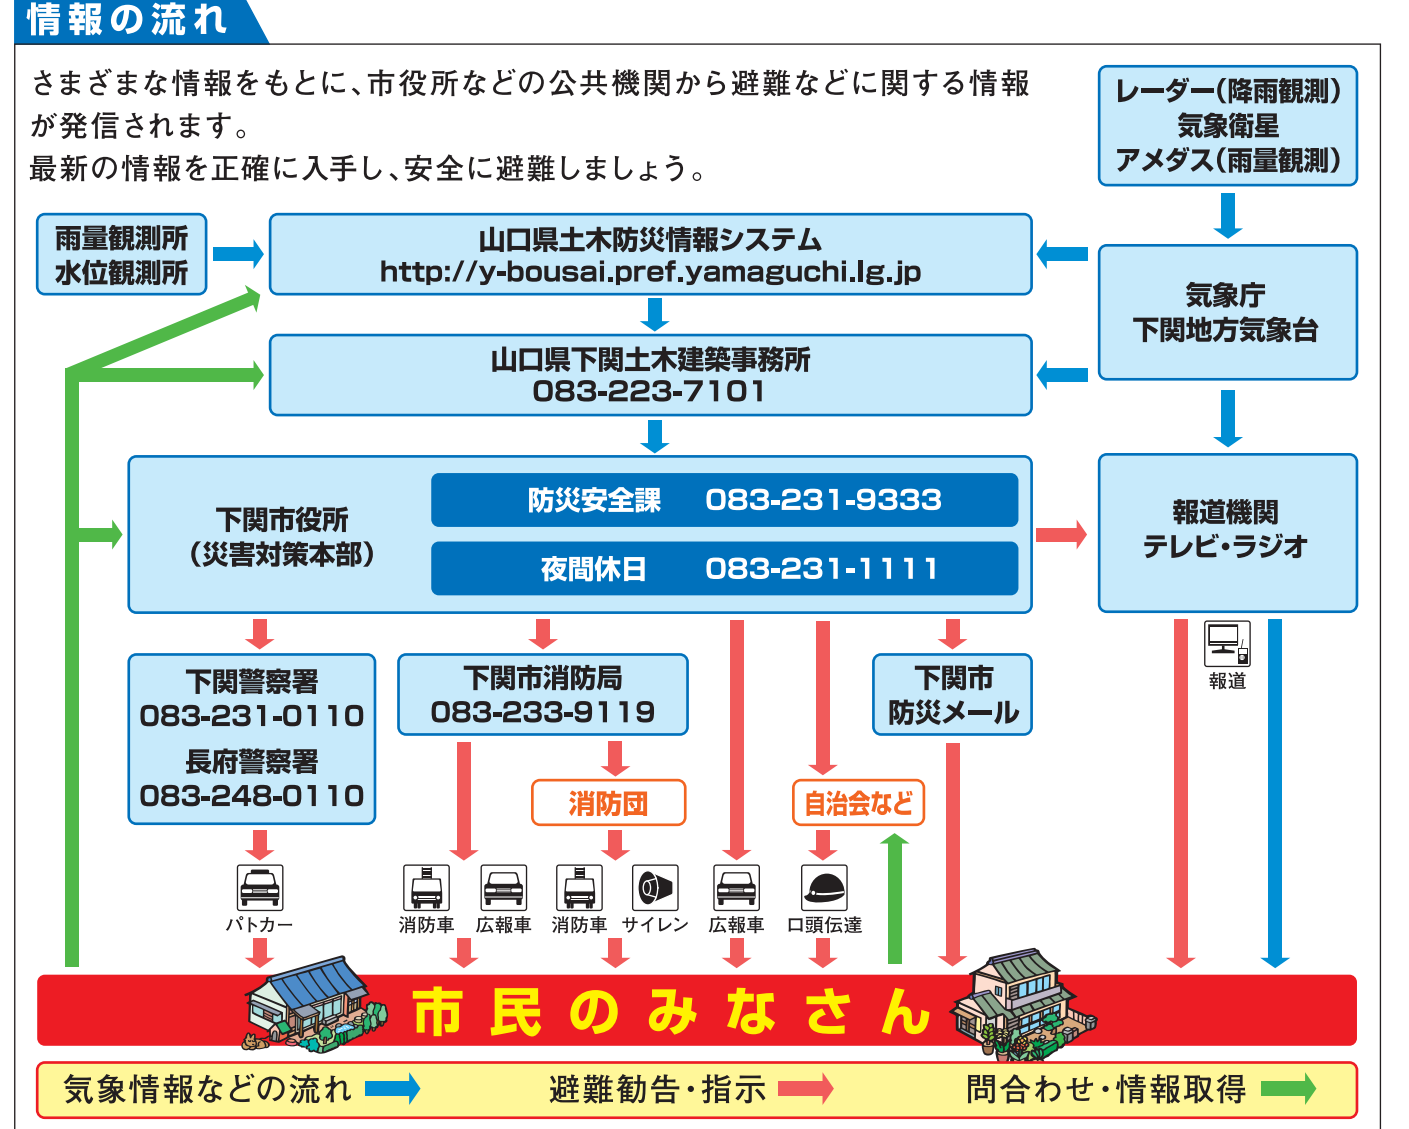 情報の流れ
さまざまな情報をもとに、市役所などの公共機関から避難などに関する情報
が発信されます。
最新の情報を正確に入手し、安全に避難しましょう。
レーダー(降雨観測)
気象衛星
アメダス(雨量観測)
雨量観測所
水位観測所
山口県土木防災情報システム
http://y-bousai.pref.yamaguchi.lg.jp
気象庁
下関地方気象台
山口県下関土木建築事務所
083-223-7101
下関市役所
(災害対策本部)
防災安全課 083-231-9333
夜間休日 083-231-1111
報道機関
テレビ・ラジオ
報道
下関警察署
083-231-0110
長府警察署
083-248-0110
下関市消防局
083-233-9119
下関市
防災メール
消防団
自治会など
パトカー
消防車
広報車
消防車
サイレン
広報車
口頭伝達
市民のみなさん
気象情報などの流れ
避難勧告・指示
問合わせ・情報取得